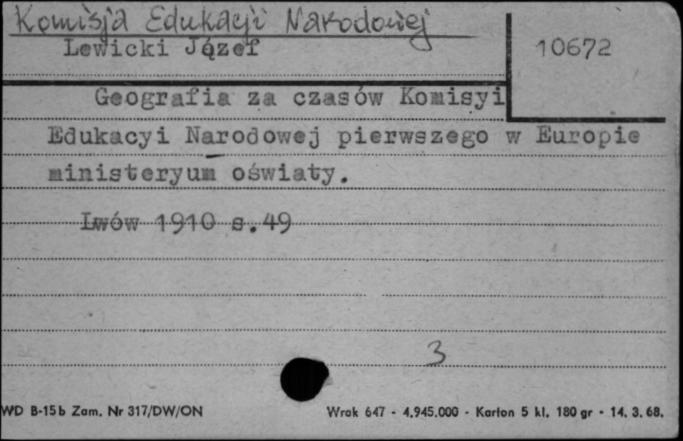 Komisja Edukacji Narodowej
Lewicki Józef
10672
Geografia za czasów Komisyi
Edukacyi Narodowej pierwszego w Europie
ministeryum oświaty.
Lwów 1910 s.49
3
WD B-15b Zam. Nr 317/DW/ON
Wrak 647 - 4.945.000 - Karton 5 kl. 180 gr - 14. 3. 68.